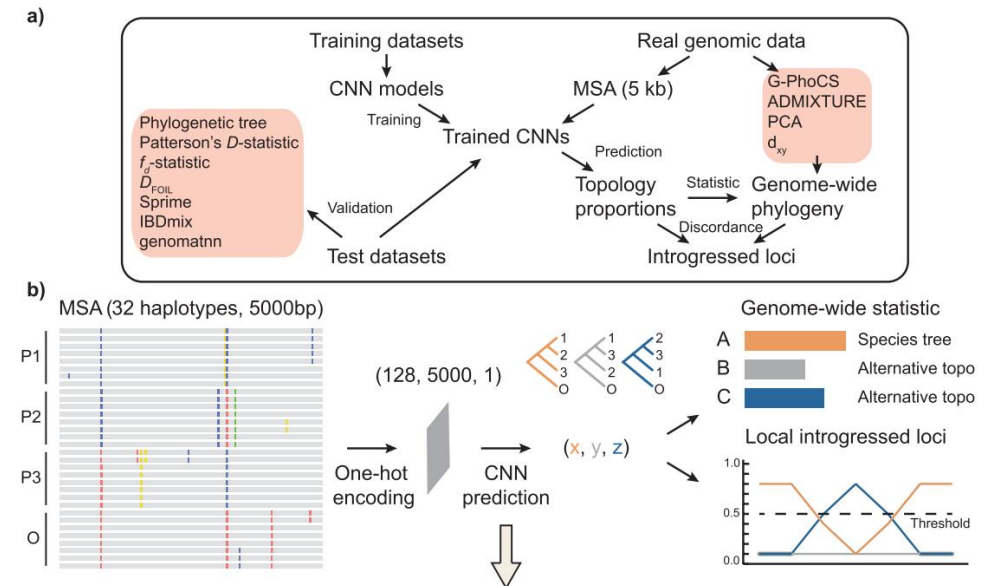 a)
Training datasets
CNN models
Training
Trained CNNs
Real genomic data
MSA (5 kb)
G-PhoCS
ADMIXTURE
PCA
dxy
Phylogenetic tree
Patterson's D-statistic
fd-statistic
DFOIL
Sprime
IBDmix
genomatnn
Validation
Test datasets
Prediction
Topology
proportions
Statistic
Genome-wide
phylogeny
Discordance
Introgressed loci
b)
MSA (32 haplotypes, 5000bp)
P1
P2
P3
O
(128, 5000, 1)
One-hot
encoding
CNN
prediction
1
2
3
O
1
3
2
O
2
3
1
O
(x, y, z)
Genome-wide statistic
A Species tree
B Alternative topo
C Alternative topo
Local introgressed loci
1.0
0.5
0.0
Threshold